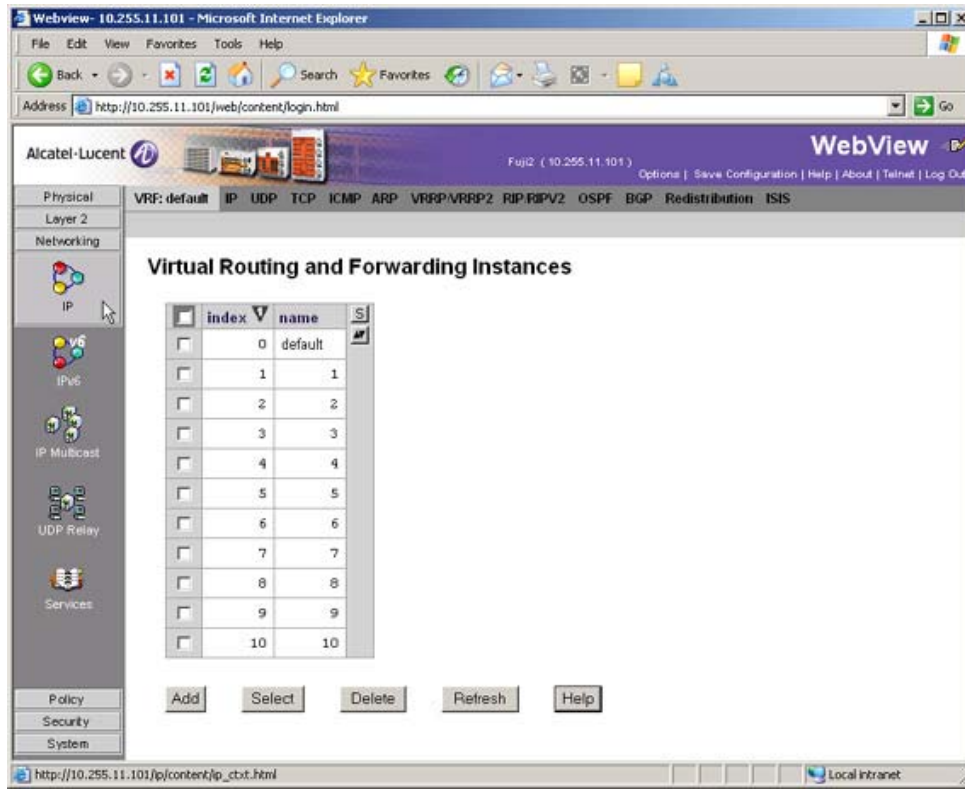 Webview- 10.255.11.101 - Microsoft Internet Explorer
File Edit View Favorites Tools Help
Back Search Favorites
Address http://10.255.11.101/web/content/login.html Go
Alcatel-Lucent
Fuji2 ( 10.255.11.101 )
WebView
Options | Save Configuration | Help | About | Telnet | Log Out
Physical
Layer 2
Networking
IP
v6
IPv6
IP Multicast
UDP Relay
Services
Policy
Security
System
VRF: default IP UDP TCP ICMP ARP VRRP/VRRP2 RIP/RIPV2 OSPF BGP Redistribution ISIS
Virtual Routing and Forwarding Instances
index name S
0 default
1 1
2 2
3 3
4 4
5 5
6 6
7 7
8 8
9 9
10 10
Add Select Delete Refresh Help
http://10.255.11.101/ip/content/ip_ctxt.html Local intranet